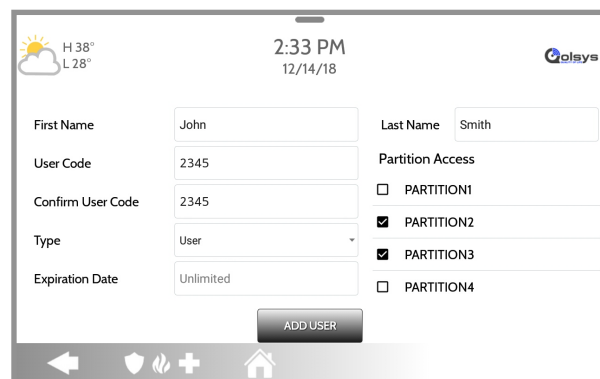 H 38°
L 28°
2:33 PM
12/14/18
Qolsys
First Name
John
Last Name
Smith
User Code
2345
Confirm User Code
2345
Type
User
Expiration Date
Unlimited
Partition Access
PARTITION1
PARTITION2
PARTITION3
PARTITION4
ADD USER